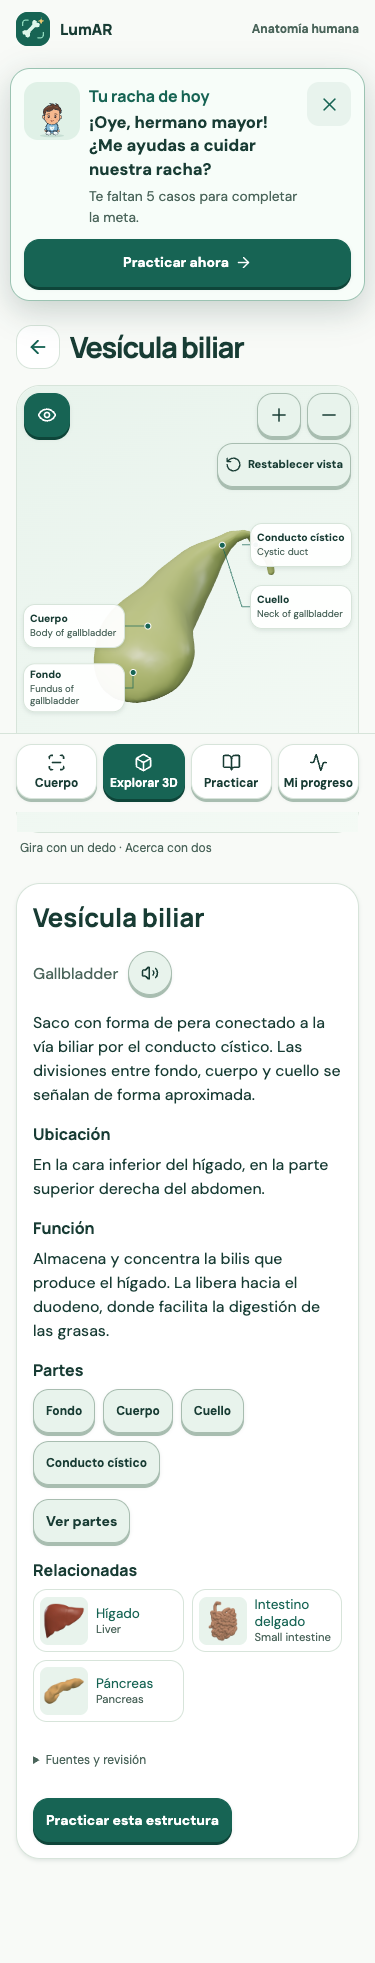 LumAR
Anatomía humana
Tu racha de hoy
¡Oye, hermano mayor!
¿Me ayudas a cuidar
nuestra racha?
Te faltan 5 casos para completar
la meta.
Practicar ahora
Vesícula biliar
Restablecer vista
Conducto cístico
Cystic duct
Cuello
Neck of gallbladder
Cuerpo
Body of gallbladder
Fondo
Fundus of
gallbladder
Cuerpo
Explorar 3D
Practicar
Mi progreso
Gira con un dedo · Acerca con dos
Vesícula biliar
Gallbladder
Saco con forma de pera conectado a la
vía biliar por el conducto cístico. Las
divisiones entre fondo, cuerpo y cuello se
señalan de forma aproximada.
Ubicación
En la cara inferior del hígado, en la parte
superior derecha del abdomen.
Función
Almacena y concentra la bilis que
produce el hígado. La libera hacia el
duodeno, donde facilita la digestión de
las grasas.
Partes
Fondo
Cuerpo
Cuello
Conducto cístico
Ver partes
Relacionadas
Hígado
Liver
Intestino
delgado
Small intestine
Páncreas
Pancreas
Fuentes y revisión
Practicar esta estructura